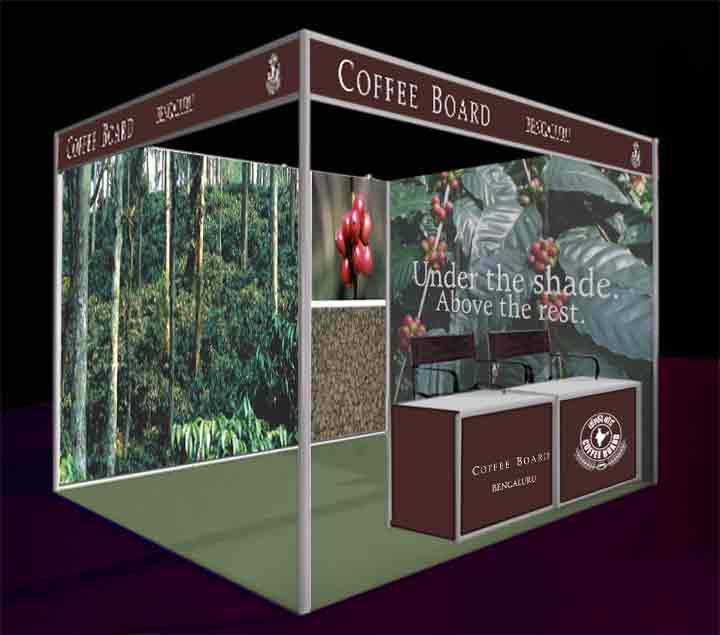 COFFEE BOARD BENGALURU
COFFEE BOARD BENGALURU
Under the shade.
Above the rest.
COFFEE BOARD
BENGALURU
कॉफी बोर्ड
COFFEE BOARD